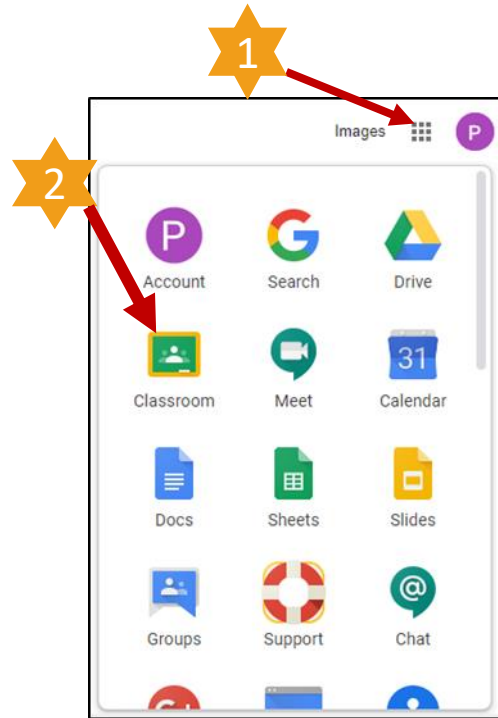 1
Images
P
2
P
Account Search Drive
31
Classroom Meet Calendar
Docs Sheets Slides
@
Groups Support Chat
G+